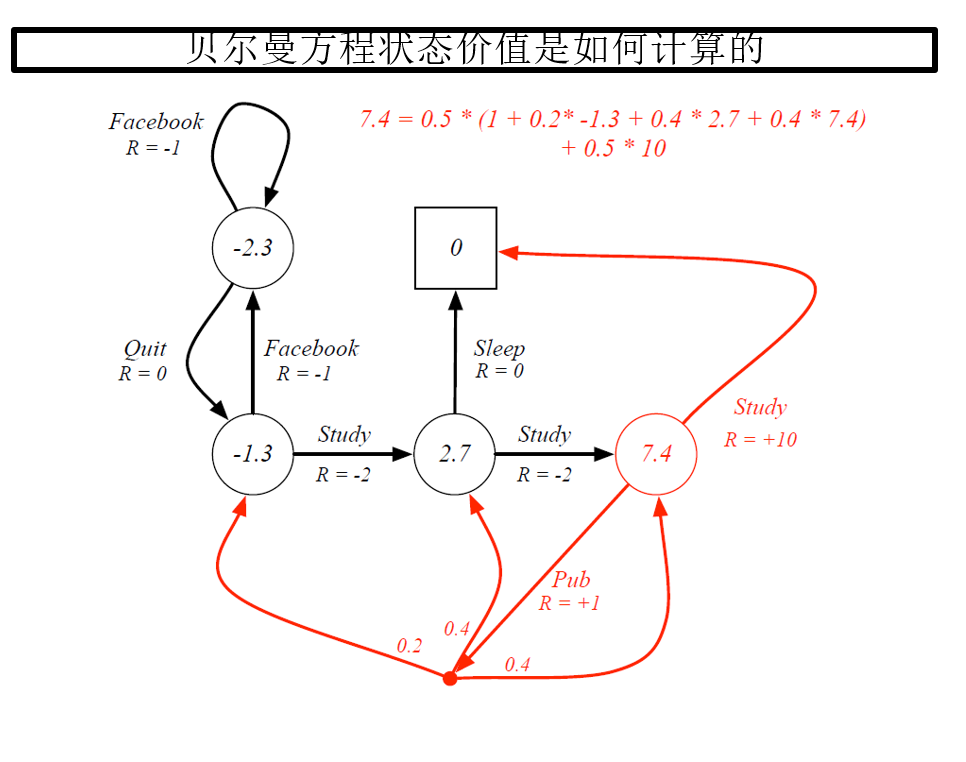 贝尔曼方程状态价值是如何计算的
7.4 = 0.5 * (1 + 0.2* -1.3 + 0.4 * 2.7 + 0.4 * 7.4)
+ 0.5 * 10
Facebook
R = -1
-2.3
0
Quit
R = 0
Facebook
R = -1
Sleep
R = 0
Study
R = +10
-1.3
Study
R = -2
2.7
Study
R = -2
7.4
Pub
R = +1
0.2
0.4
0.4